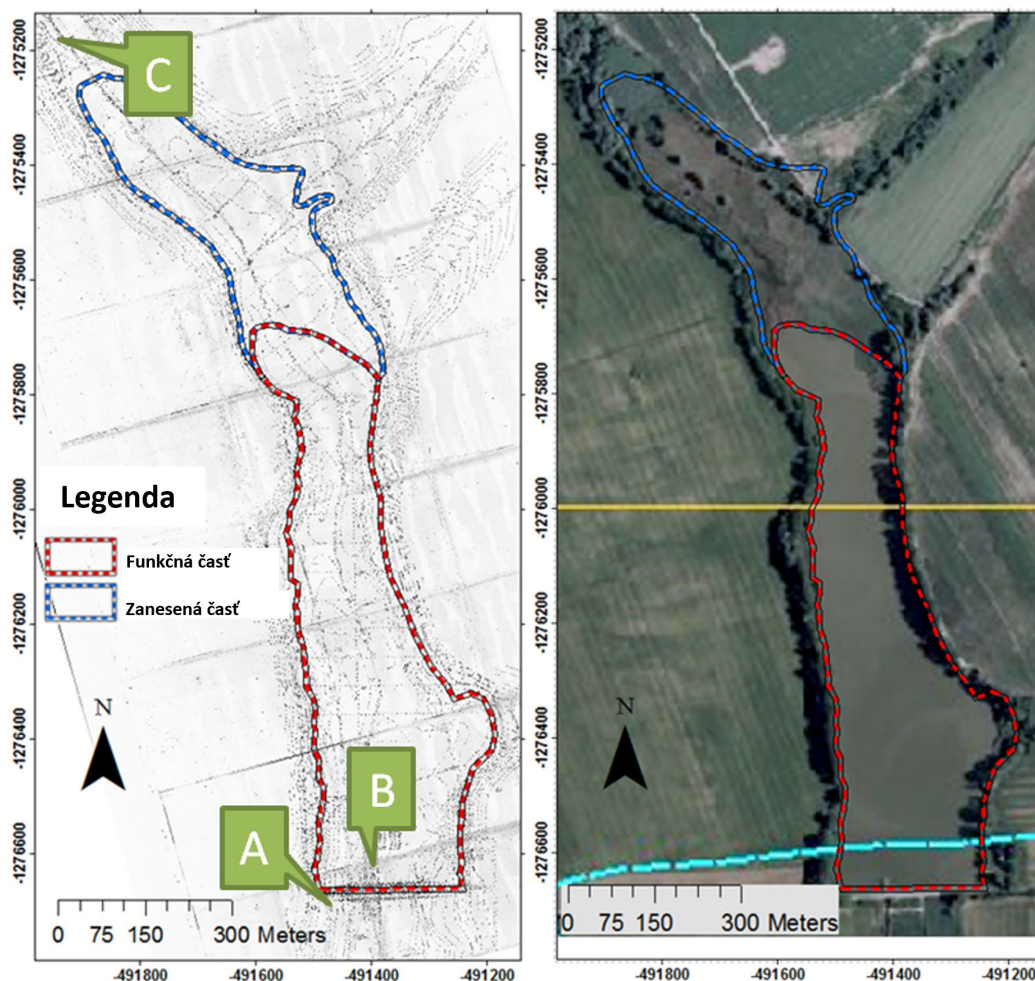 -1275200
-1275400
-1275600
-1275800
-1276000
-1276200
-1276400
-1276600
C
Legenda
Funkčná časť
Zanesená časť
N
B
A
0 75 150 300 Meters
-491800 -491600 -491400 -491200
-1275200
-1275400
-1275600
-1275800
-1276000
-1276200
-1276400
-1276600
N
0 75 150 300 Meters
-491800 -491600 -491400 -491200